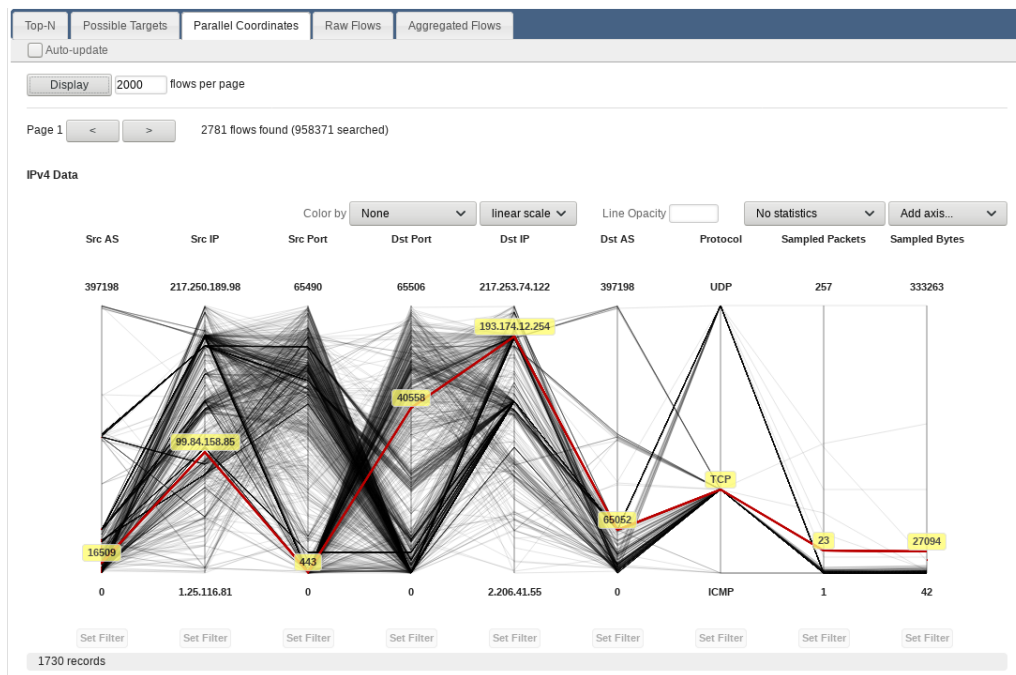 Top-N Possible Targets Parallel Coordinates Raw Flows Aggregated Flows
Auto-update
Display 2000 flows per page
Page 1 < > 2781 flows found (958371 searched)
IPv4 Data
Color by None linear scale Line Opacity No statistics Add axis...
Src AS Src IP Src Port Dst Port Dst IP Dst AS Protocol Sampled Packets Sampled Bytes
397198 217.250.189.98 65490 65506 217.253.74.122 397198 UDP 257 333263
193.174.12.254
40558
99.84.158.85
TCP
65052
23 27094
16509
443
0 1.25.116.81 0 0 2.206.41.55 0 ICMP 1 42
Set Filter Set Filter Set Filter Set Filter Set Filter Set Filter Set Filter Set Filter Set Filter
1730 records